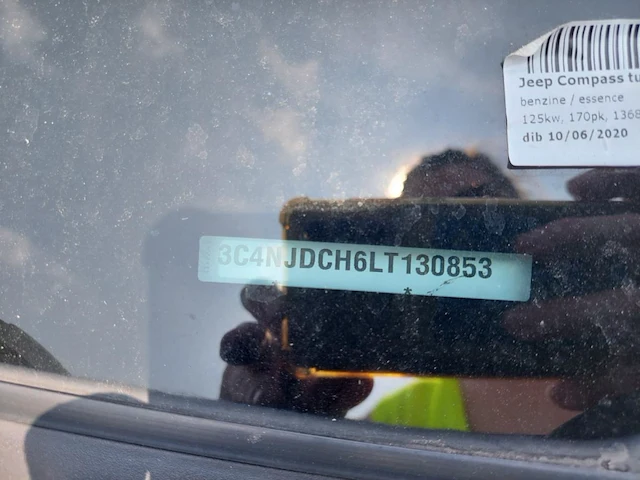 Jeep Compass tu
benzine / essence
125kw, 170pk, 1368
dib 10/06/2020
3C4NJDCH6LT130853
*